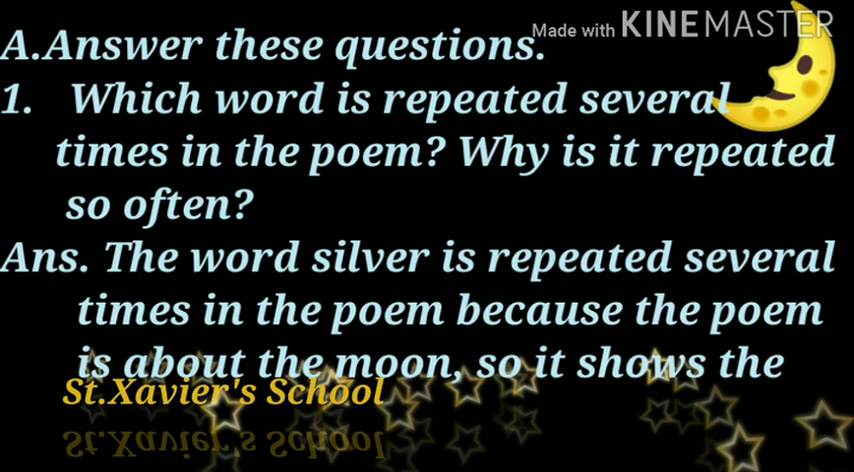 Made with KINEMASTER
A.Answer these questions.
1. Which word is repeated several
times in the poem? Why is it repeated
so often?
Ans. The word silver is repeated several
times in the poem because the poem
is about the moon, so it shows the
St.Xavier's School